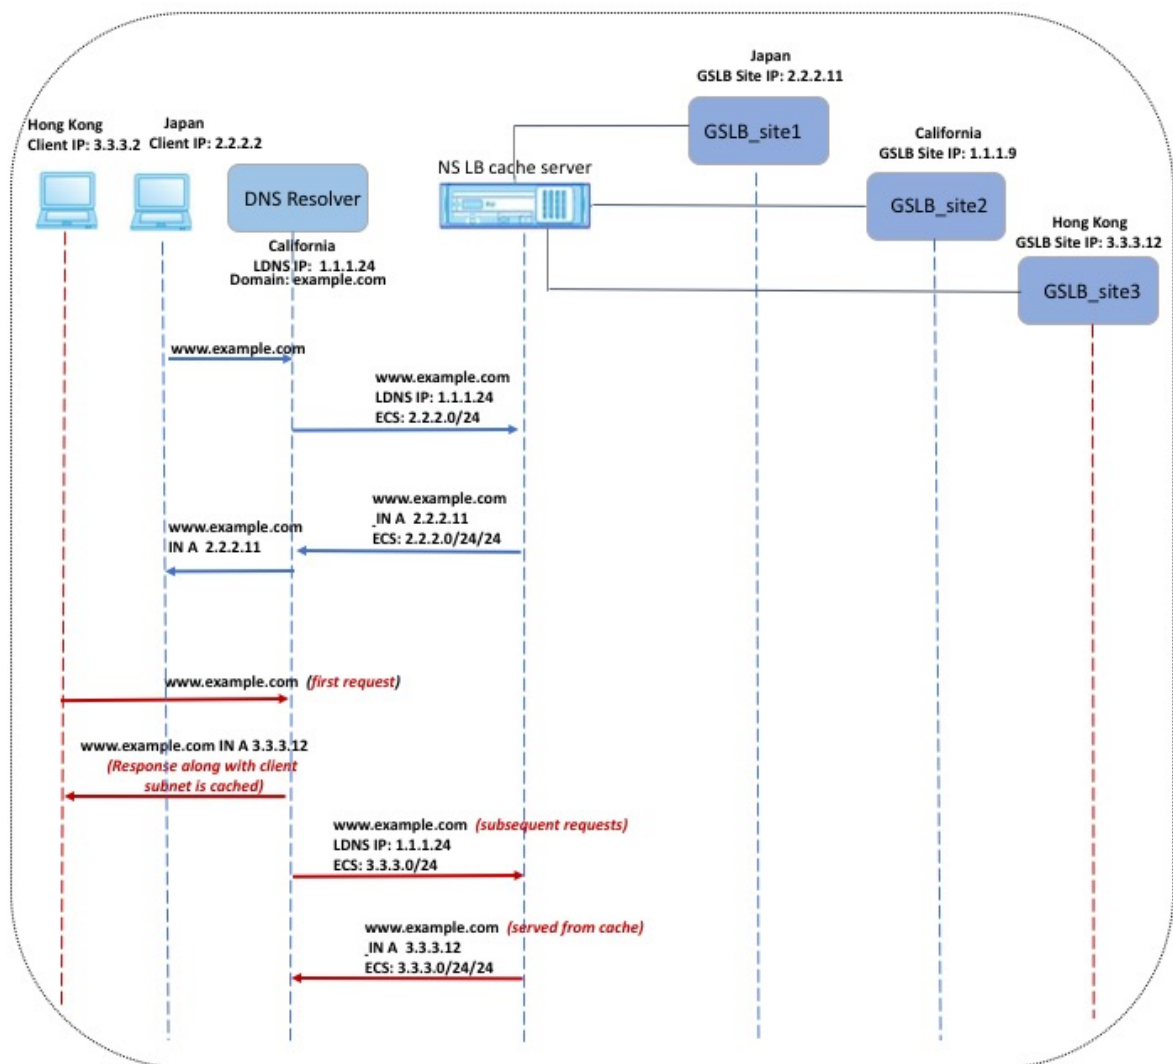 Japan
GSLB Site IP: 2.2.2.11
GSLB_site1
Hong Kong
Client IP: 3.3.3.2
Japan
Client IP: 2.2.2.2
California
GSLB Site IP: 1.1.1.9
NS LB cache server
DNS Resolver
GSLB_site2
Hong Kong
GSLB Site IP: 3.3.3.12
California
LDNS IP: 1.1.1.24
Domain: example.com
GSLB_site3
www.example.com
www.example.com
LDNS IP: 1.1.1.24
ECS: 2.2.2.0/24
www.example.com
_IN A 2.2.2.11
ECS: 2.2.2.0/24/24
www.example.com
IN A 2.2.2.11
www.example.com (first request)
www.example.com IN A 3.3.3.12
(Response along with client
subnet is cached)
www.example.com (subsequent requests)
LDNS IP: 1.1.1.24
ECS: 3.3.3.0/24
www.example.com (served from cache)
_IN A 3.3.3.12
ECS: 3.3.3.0/24/24